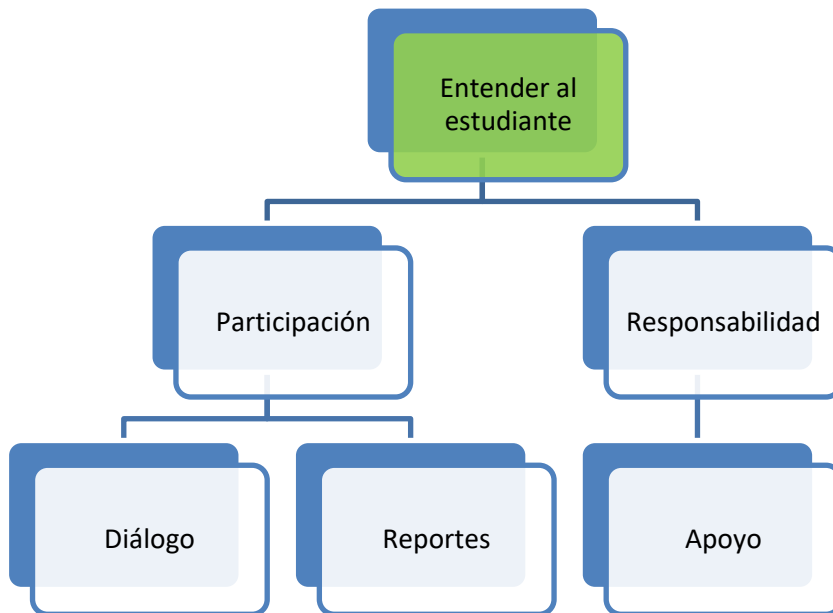 Entender al
estudiante
Participación
Responsabilidad
Diálogo
Reportes
Apoyo